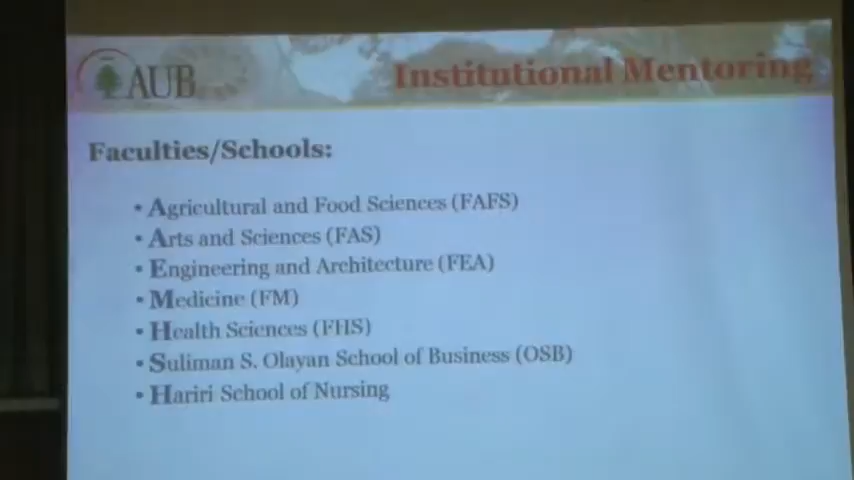 AUB
Institutional Mentoring
Faculties/Schools:
• Agricultural and Food Sciences (FAFS)
• Arts and Sciences (FAS)
• Engineering and Architecture (FEA)
• Medicine (FM)
• Health Sciences (FHS)
• Suliman S. Olayan School of Business (OSB)
• Hariri School of Nursing